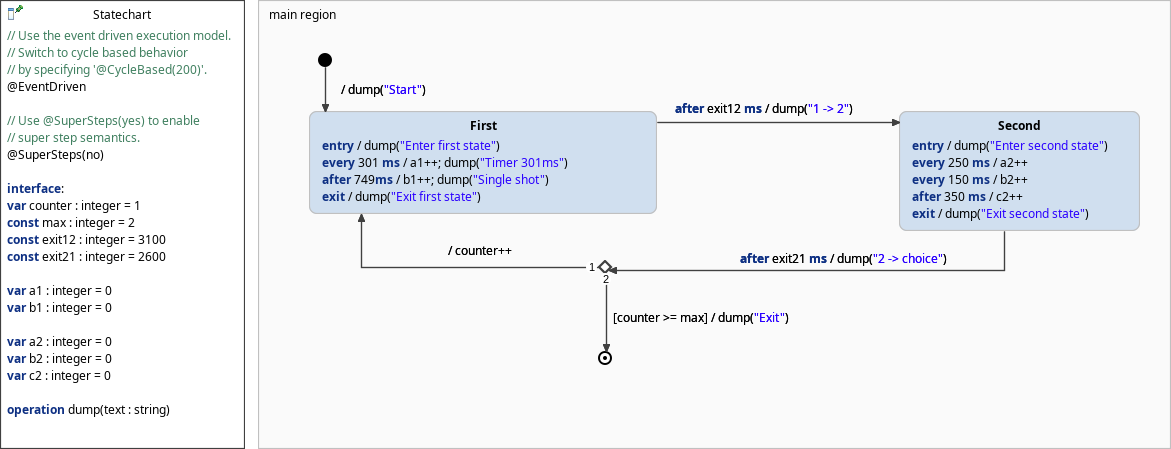 Statechart
// Use the event driven execution model.
// Switch to cycle based behavior
// by specifying '@CycleBased(200)'.
@EventDriven
// Use @SuperSteps(yes) to enable
// super step semantics.
@SuperSteps(no)
interface:
var counter : integer = 1
const max : integer = 2
const exit12 : integer = 3100
const exit21 : integer = 2600
var a1 : integer = 0
var b1 : integer = 0
var a2 : integer = 0
var b2 : integer = 0
var c2 : integer = 0
operation dump(text : string)
main region
/ dump("Start")
First
entry / dump("Enter first state")
every 301 ms / a1++; dump("Timer 301ms")
after 749ms / b1++; dump("Single shot")
exit / dump("Exit first state")
after exit12 ms / dump("1 -> 2")
Second
entry / dump("Enter second state")
every 250 ms / a2++
every 150 ms / b2++
after 350 ms / c2++
exit / dump("Exit second state")
/ counter++
after exit21 ms / dump("2 -> choice")
1
2
[counter >= max] / dump("Exit")